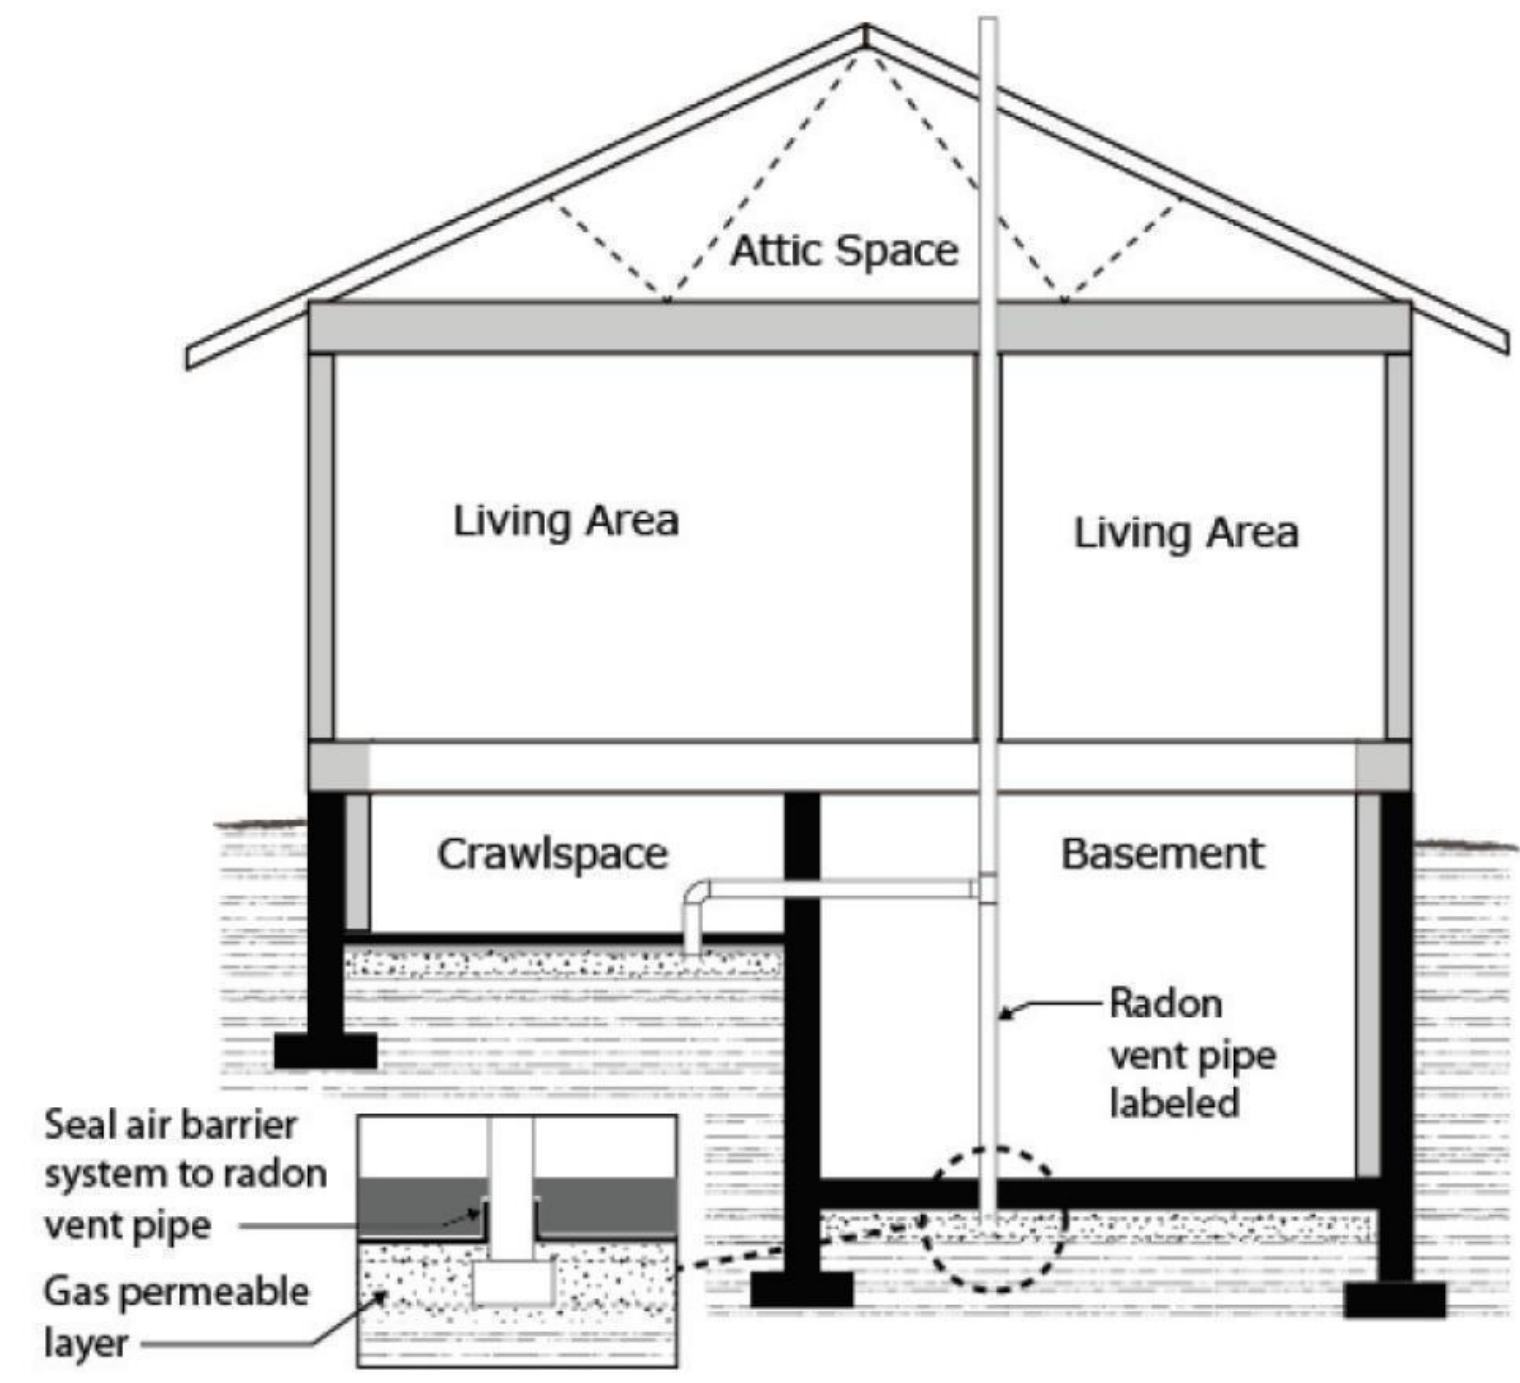 Attic Space
Living Area
Living Area
Crawlspace
Basement
Radon
vent pipe
labeled
Seal air barrier
system to radon
vent pipe
Gas permeable
layer